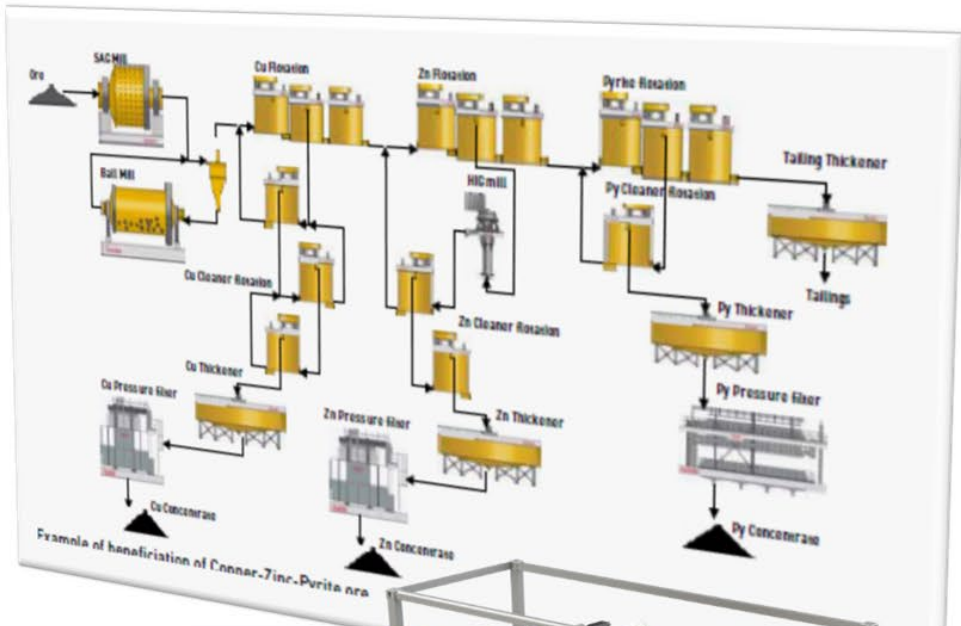 Ore
SAG Mill
Ball Mill
Cu Flotation
Zn Flotation
Pyrite flotation
Tailing Thickener
Tailings
HIGmill
Py Cleaner flotation
Cu Cleaner flotation
Zn Cleaner flotation
Py Thickener
Cu Thickener
Zn Thickener
Cu Pressure filter
Zn Pressure filter
Py Pressure filter
Cu Concentrate
Zn Concentrate
Py Concentrate
Example of beneficiation of Copper-Zinc-Pyrite ore